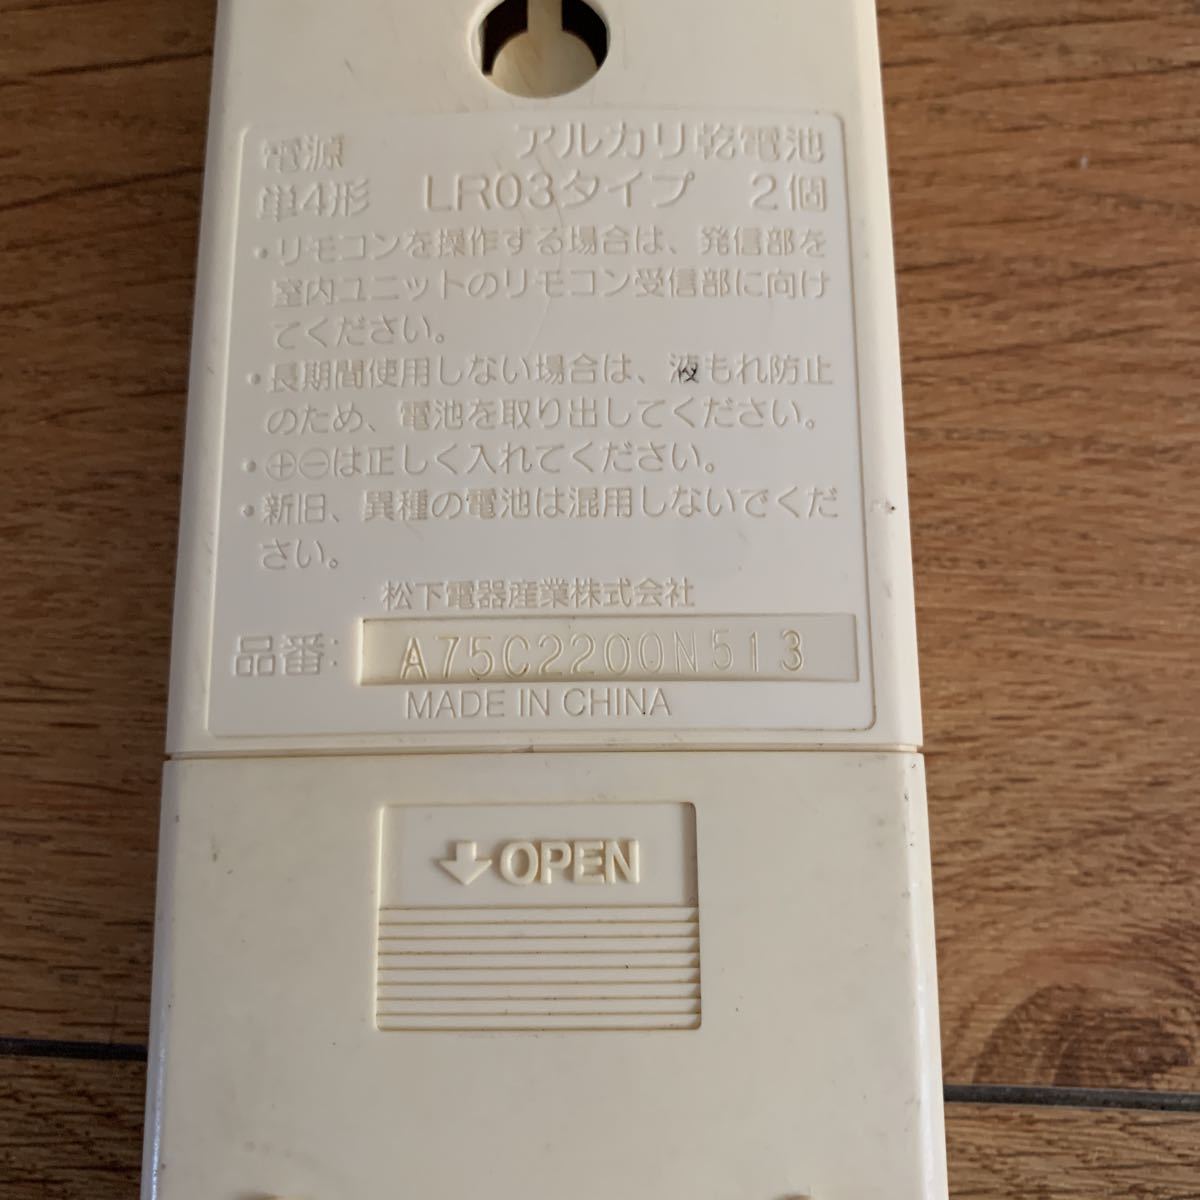 電源 アルカリ乾電池
単4形 LR03タイプ 2個
・リモコンを操作する場合は、発信部を
室内ユニットのリモコン受信部に向け
てください。
・長期間使用しない場合は、液もれ防止
のため、電池を取り出してください。
・⊕⊖は正しく入れてください。
・新旧、異種の電池は混用しないでくだ
さい。
松下電器産業株式会社
品番: A75C2200N513
MADE IN CHINA
↓OPEN